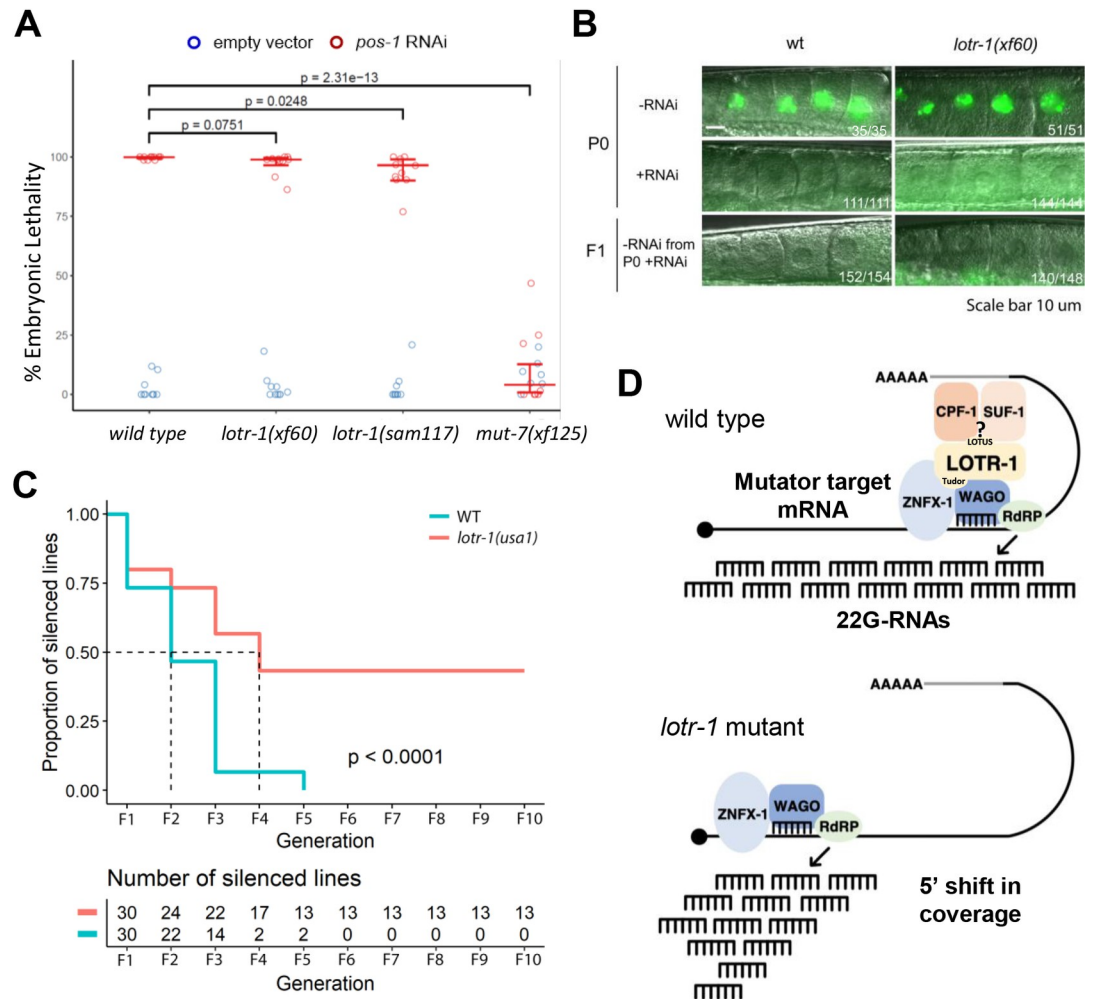 A
empty vector
pos-1 RNAi
p = 2.31e−13
p = 0.0248
p = 0.0751
% Embryonic Lethality
100
75
50
25
0
wild type
lotr-1(xf60)
lotr-1(sam117)
mut-7(xf125)
B
wt
lotr-1(xf60)
P0
-RNAi
35/35
51/51
+RNAi
111/111
144/144
F1
-RNAi from
P0 +RNAi
152/154
140/148
Scale bar 10 um
C
Proportion of silenced lines
1.00
0.75
0.50
0.25
0.00
WT
lotr-1(usa1)
p < 0.0001
F1 F2 F3 F4 F5 F6 F7 F8 F9 F10
Generation
Number of silenced lines
30 24 22 17 13 13 13 13 13 13
30 22 14 2 2 0 0 0 0 0
F1 F2 F3 F4 F5 F6 F7 F8 F9 F10
Generation
D
wild type
AAAAA
CPF-1
SUF-1
?
LOTUS
LOTR-1
Tudor
Mutator target
mRNA
ZNFX-1
WAGO
RdRP
22G-RNAs
AAAAA
lotr-1 mutant
ZNFX-1
WAGO
RdRP
5’ shift in
coverage